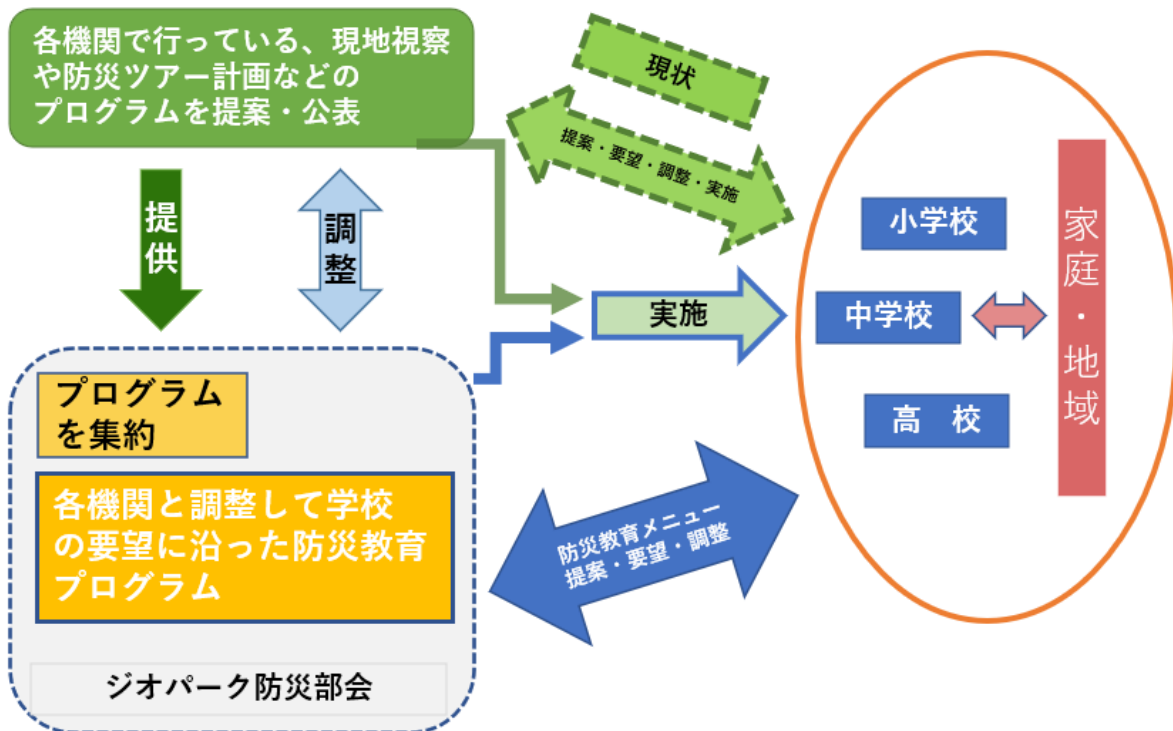 各機関で行っている、現地視察
や防災ツアー計画などの
プログラムを提案・公表
現状
提案・要望・調整・実施
提供
調整
実施
小学校
中学校
高　校
家庭・地域
プログラム
を集約
各機関と調整して学校
の要望に沿った防災教育
プログラム
防災教育メニュー
提案・要望・調整
ジオパーク防災部会